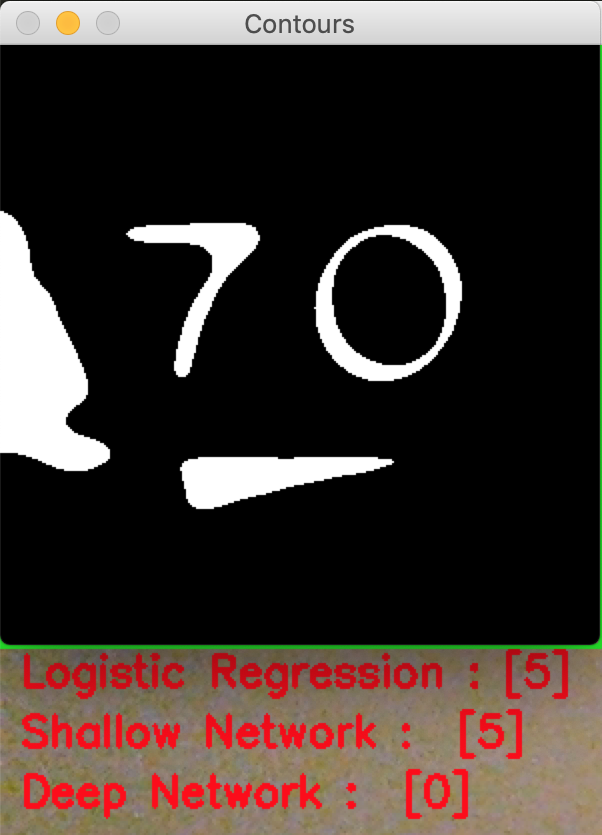 Contours
70
Logistic Regression : [5]
Shallow Network : [5]
Deep Network : [0]